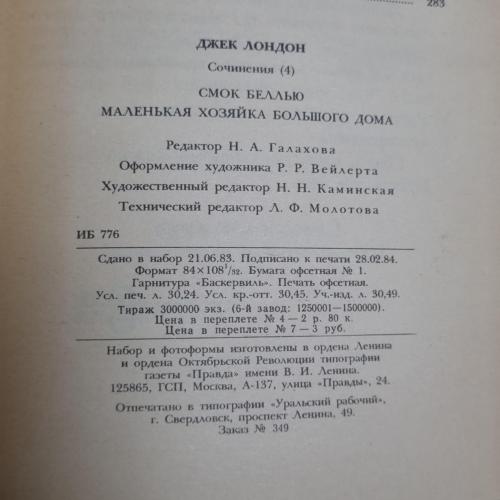 283
ДЖЕК ЛОНДОН
Сочинения (4)
СМОК БЕЛЛЬЮ
МАЛЕНЬКАЯ ХОЗЯЙКА БОЛЬШОГО ДОМА
Редактор Н. А. Галахова
Оформление художника Р. Р. Вейлерта
Художественный редактор Н. Н. Каминская
Технический редактор Л. Ф. Молотова
ИБ 776
Сдано в набор 21.06.83. Подписано к печати 28.02.84.
Формат 84×108¹/₃₂. Бумага офсетная № 1.
Гарнитура «Баскервиль». Печать офсетная.
Усл. печ. л. 30,24. Усл. кр.-отт. 30,45. Уч.-изд. л. 30,49.
Тираж 3000000 экз. (6-й завод: 1250001—1500000).
Цена в переплете № 4 — 2 р. 80 к.
Цена в переплете № 7 — 3 руб.
Набор и фотоформы изготовлены в ордена Ленина
и ордена Октябрьской Революции типографии
газеты «Правда» имени В. И. Ленина.
125865, ГСП, Москва, А-137, улица «Правды», 24.
Отпечатано в типографии «Уральский рабочий»,
г. Свердловск, проспект Ленина, 49.
Заказ № 349